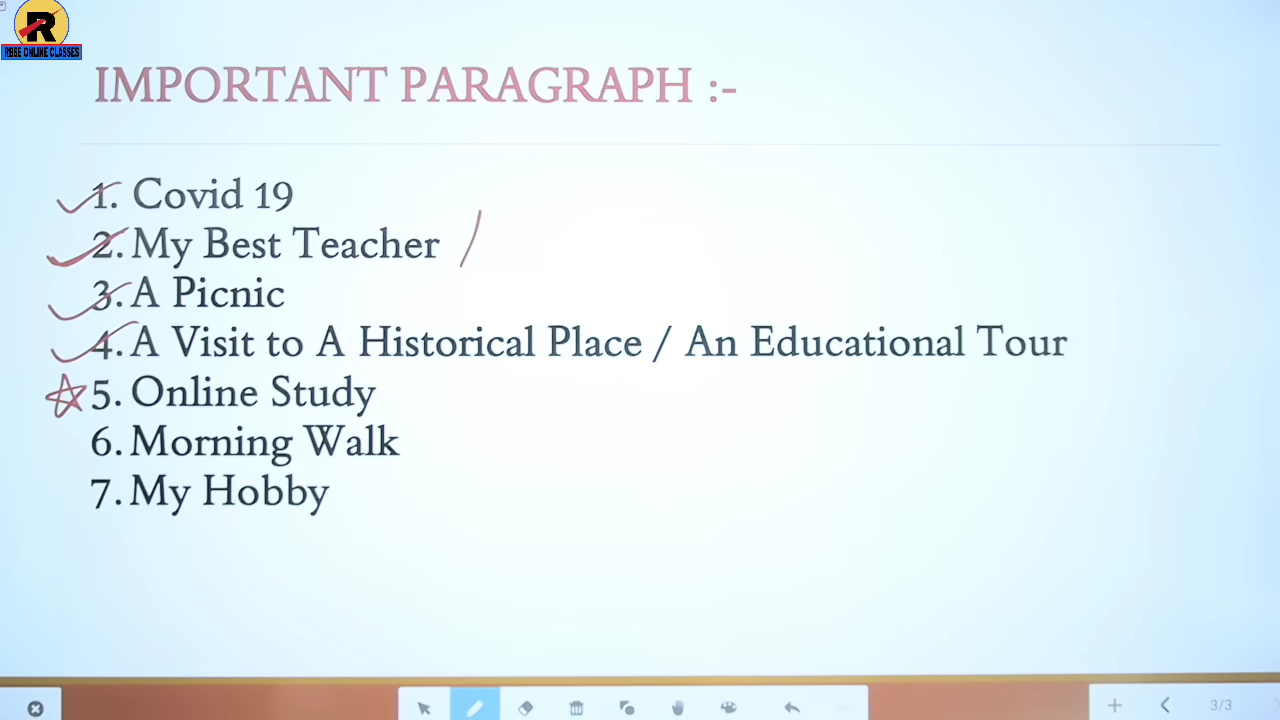 R
RBSE ONLINE CLASSES
IMPORTANT PARAGRAPH :-
1. Covid 19
2. My Best Teacher /
3. A Picnic
4. A Visit to A Historical Place / An Educational Tour
5. Online Study
6. Morning Walk
7. My Hobby
3/3